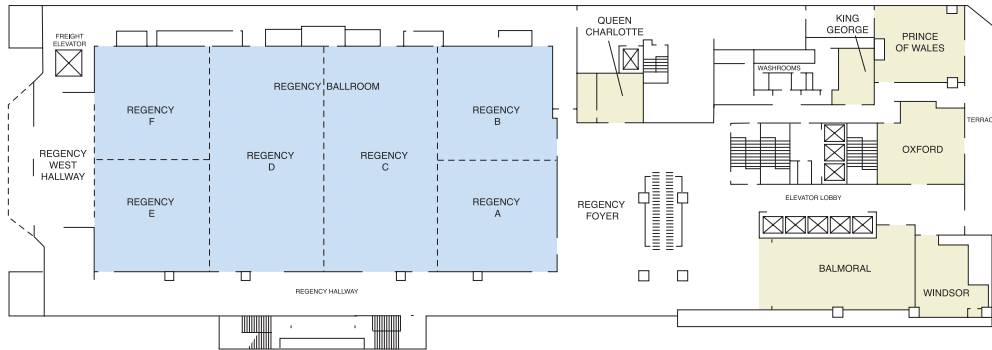 FREIGHT
ELEVATOR
QUEEN
CHARLOTTE
KING
GEORGE
PRINCE
OF WALES
WASHROOMS
REGENCY BALLROOM
REGENCY
F
REGENCY
B
REGENCY
WEST
HALLWAY
REGENCY
D
REGENCY
C
TERRAC
OXFORD
REGENCY
E
REGENCY
A
REGENCY
FOYER
ELEVATOR LOBBY
BALMORAL
REGENCY HALLWAY
WINDSOR